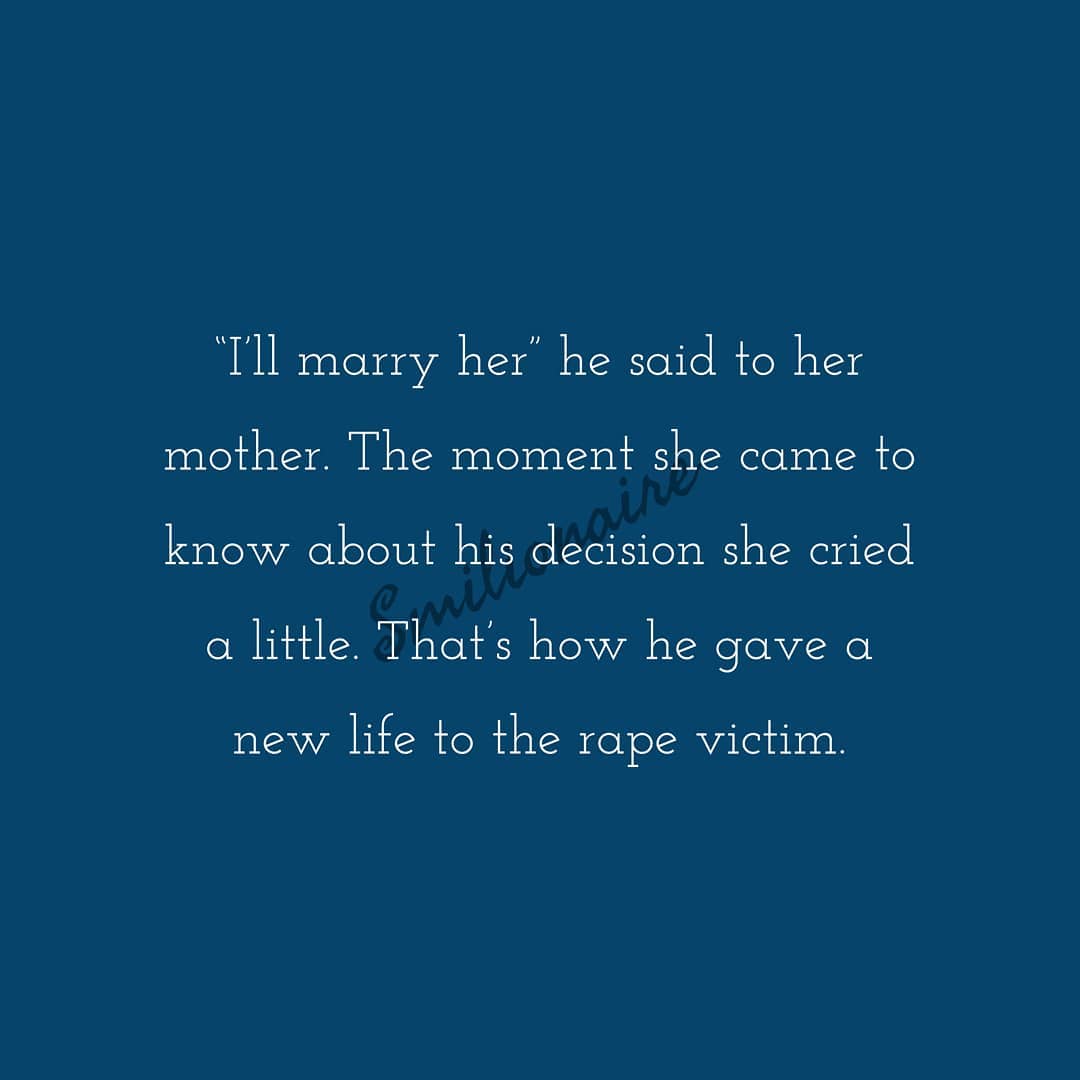 “I’ll marry her” he said to her
mother. The moment she came to
know about his decision she cried
a little. That’s how he gave a
new life to the rape victim.
Smilionaire